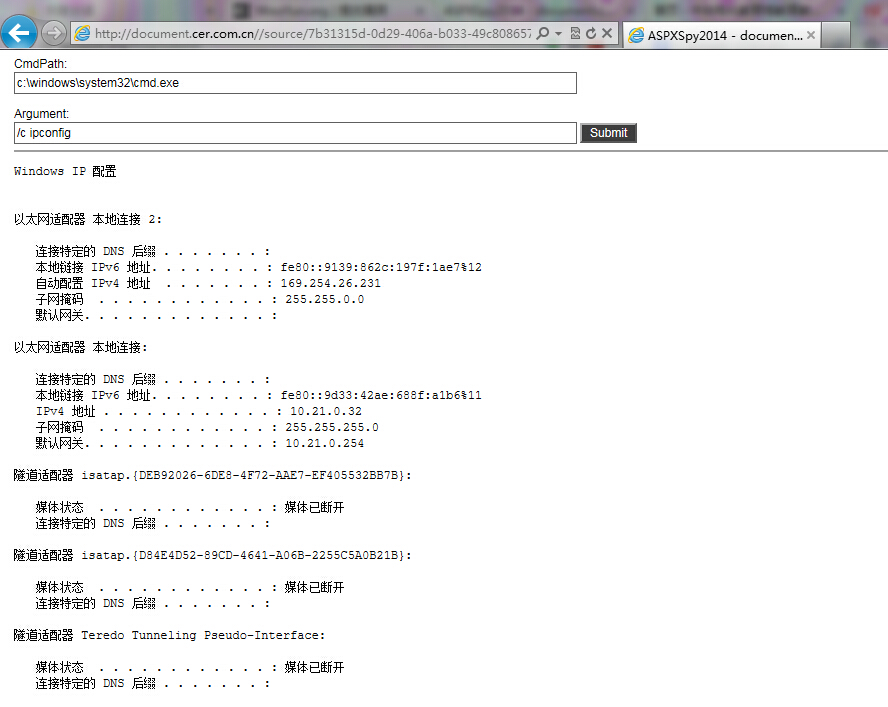 http://document.cer.com.cn//source/7b31315d-0d29-406a-b033-49c808657
ASPXSpy2014 - documen...
CmdPath:
c:\windows\system32\cmd.exe
Argument:
/c ipconfig
Submit
Windows IP 配置
以太网适配器 本地连接 2:
连接特定的 DNS 后缀 . . . . . . . :
本地链接 IPv6 地址. . . . . . . . : fe80::9139:862c:197f:1ae7%12
自动配置 IPv4 地址 . . . . . . . : 169.254.26.231
子网掩码 . . . . . . . . . . . . : 255.255.0.0
默认网关. . . . . . . . . . . . . :
以太网适配器 本地连接:
连接特定的 DNS 后缀 . . . . . . . :
本地链接 IPv6 地址. . . . . . . . : fe80::9d33:42ae:688f:a1b6%11
IPv4 地址 . . . . . . . . . . . . : 10.21.0.32
子网掩码 . . . . . . . . . . . . : 255.255.255.0
默认网关. . . . . . . . . . . . . : 10.21.0.254
隧道适配器 isatap.{DEB92026-6DE8-4F72-AAE7-EF405532BB7B}:
媒体状态 . . . . . . . . . . . . : 媒体已断开
连接特定的 DNS 后缀 . . . . . . . :
隧道适配器 isatap.{D84E4D52-89CD-4641-A06B-2255C5A0B21B}:
媒体状态 . . . . . . . . . . . . : 媒体已断开
连接特定的 DNS 后缀 . . . . . . . :
隧道适配器 Teredo Tunneling Pseudo-Interface:
媒体状态 . . . . . . . . . . . . : 媒体已断开
连接特定的 DNS 后缀 . . . . . . . :